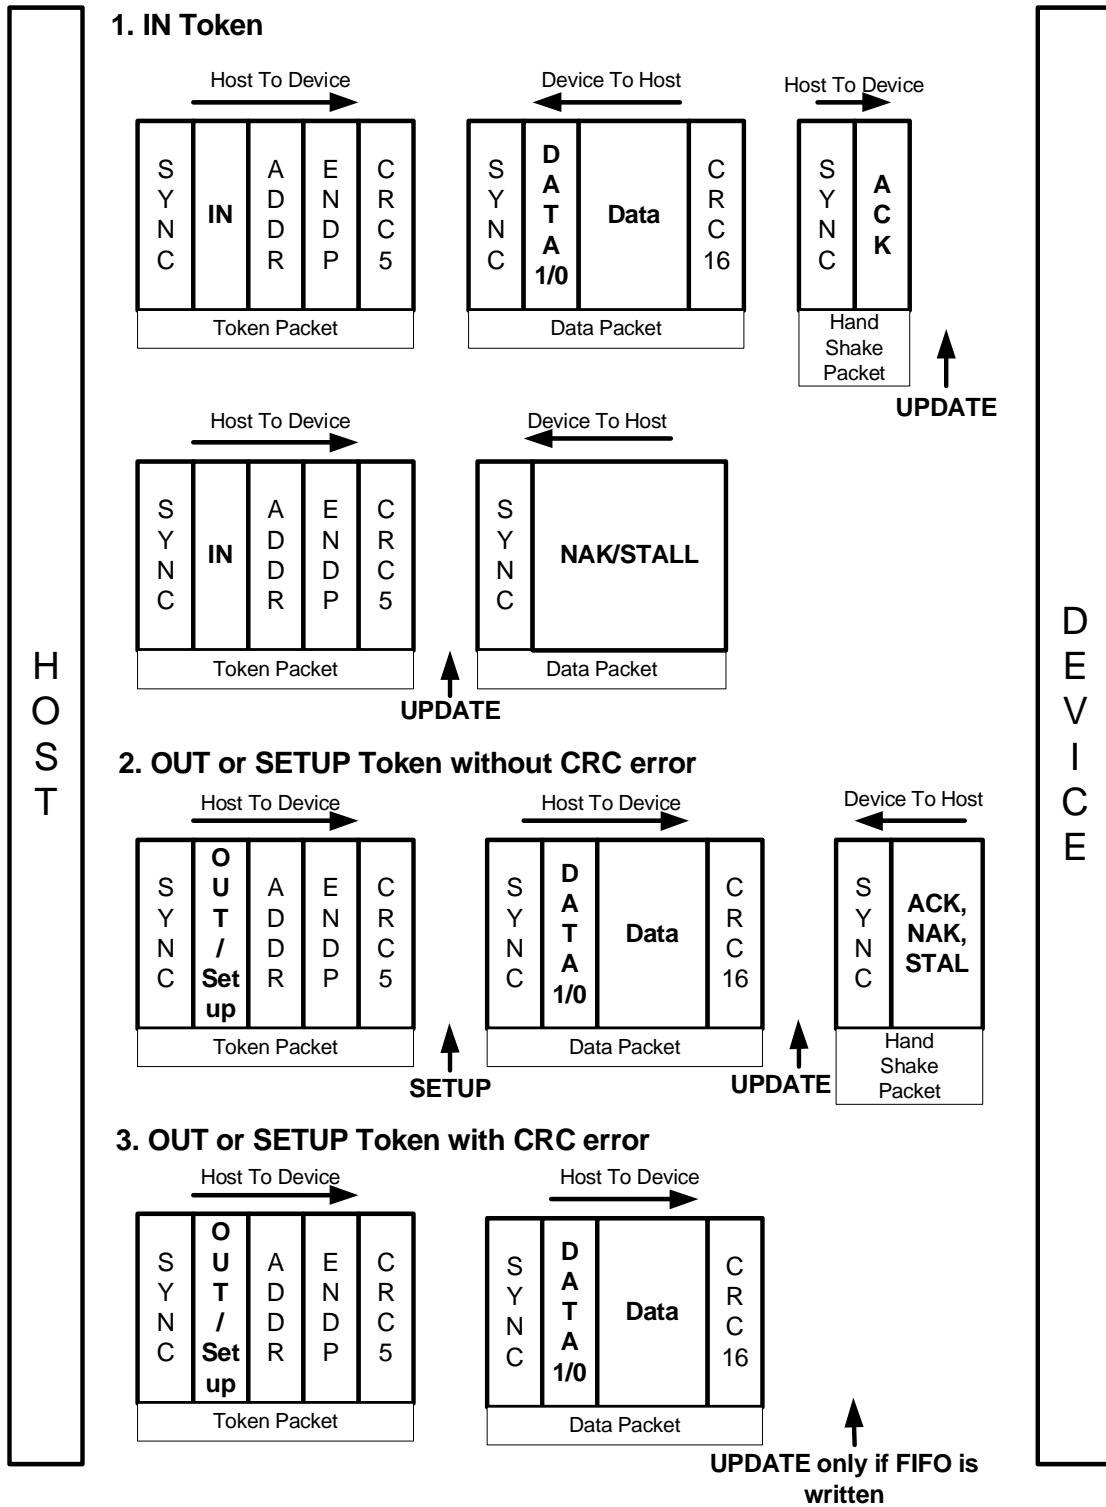 1. IN Token
Host To Device
Device To Host
Host To Device
SYNC
IN
ADDR
ENDP
CRC5
SYNC
DATA1/0
Data
CRC16
SYNC
ACK
Token Packet
Data Packet
Hand
Shake
Packet
UPDATE
Host To Device
Device To Host
SYNC
IN
ADDR
ENDP
CRC5
SYNC
NAK/STALL
Token Packet
Data Packet
UPDATE
HOST
DEVICE
2. OUT or SETUP Token without CRC error
Host To Device
Host To Device
Device To Host
SYNC
OUT/Setup
ADDR
ENDP
CRC5
SYNC
DATA1/0
Data
CRC16
SYNC
ACK,
NAK,
STAL
Token Packet
Data Packet
Hand
Shake
Packet
SETUP
UPDATE
3. OUT or SETUP Token with CRC error
Host To Device
Host To Device
SYNC
OUT/Setup
ADDR
ENDP
CRC5
SYNC
DATA1/0
Data
CRC16
Token Packet
Data Packet
UPDATE only if FIFO is
written